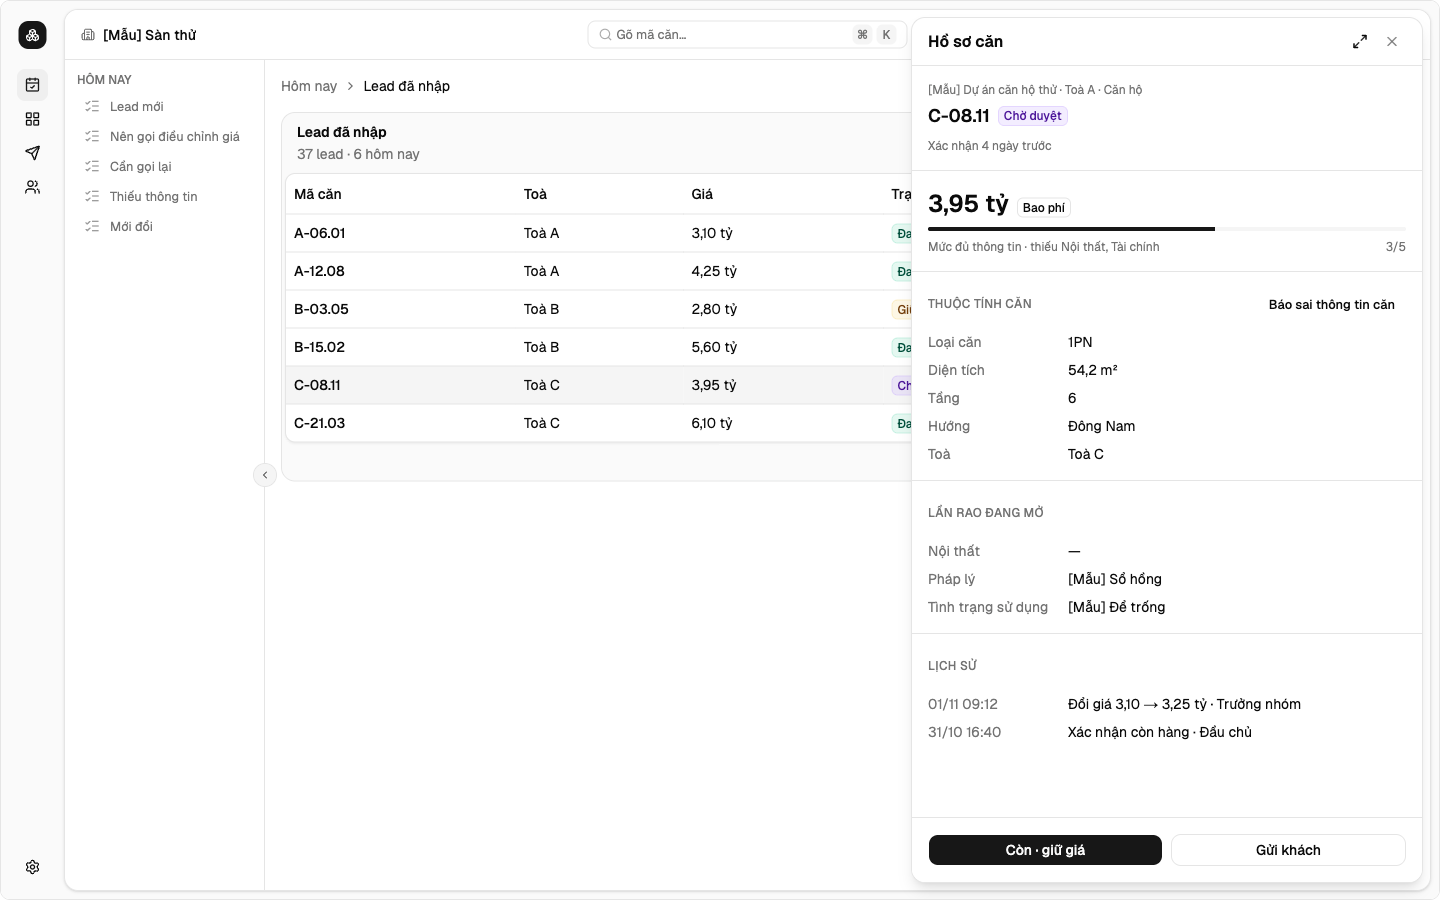 [Mẫu] Sàn thử
Gõ mã căn...
⌘ K
HÔM NAY
Lead mới
Nên gọi điều chỉnh giá
Cần gọi lại
Thiếu thông tin
Mới đổi
Hôm nay > Lead đã nhập
Lead đã nhập
37 lead · 6 hôm nay
Mã căn Toà Giá
A-06.01 Toà A 3,10 tỷ
A-12.08 Toà A 4,25 tỷ
B-03.05 Toà B 2,80 tỷ
B-15.02 Toà B 5,60 tỷ
C-08.11 Toà C 3,95 tỷ
C-21.03 Toà C 6,10 tỷ
Hồ sơ căn
[Mẫu] Dự án căn hộ thử · Toà A · Căn hộ
C-08.11 Chờ duyệt
Xác nhận 4 ngày trước
3,95 tỷ Bao phí
Mức đủ thông tin · thiếu Nội thất, Tài chính 3/5
THUỘC TÍNH CĂN Báo sai thông tin căn
Loại căn 1PN
Diện tích 54,2 m²
Tầng 6
Hướng Đông Nam
Toà Toà C
LẦN RAO ĐANG MỞ
Nội thất —
Pháp lý [Mẫu] Sổ hồng
Tình trạng sử dụng [Mẫu] Để trống
LỊCH SỬ
01/11 09:12 Đổi giá 3,10 → 3,25 tỷ · Trưởng nhóm
31/10 16:40 Xác nhận còn hàng · Đầu chủ
Còn · giữ giá
Gửi khách